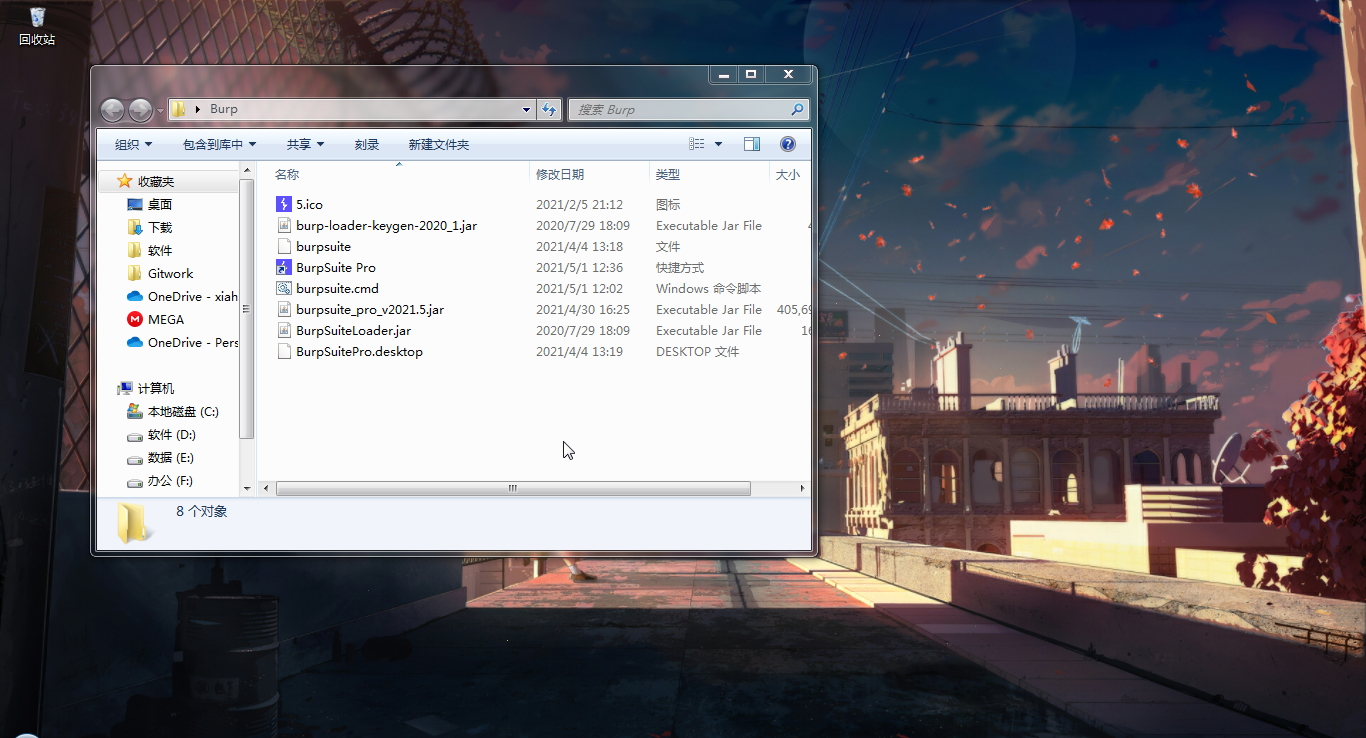 回收站
Burp
搜索 Burp
组织 包含到库中 共享 刻录 新建文件夹
收藏夹
桌面
下载
软件
Gitwork
OneDrive - xiah
MEGA
OneDrive - Pers
计算机
本地磁盘 (C:)
软件 (D:)
数据 (E:)
办公 (F:)
名称 修改日期 类型 大小
5.ico 2021/2/5 21:12 图标
burp-loader-keygen-2020_1.jar 2020/7/29 18:09 Executable Jar File
burpsuite 2021/4/4 13:18 文件
BurpSuite Pro 2021/5/1 12:36 快捷方式
burpsuite.cmd 2021/5/1 12:02 Windows 命令脚本
burpsuite_pro_v2021.5.jar 2021/4/30 16:25 Executable Jar File 405,69
BurpSuiteLoader.jar 2020/7/29 18:09 Executable Jar File 16
BurpSuitePro.desktop 2021/4/4 13:19 DESKTOP 文件
8 个对象